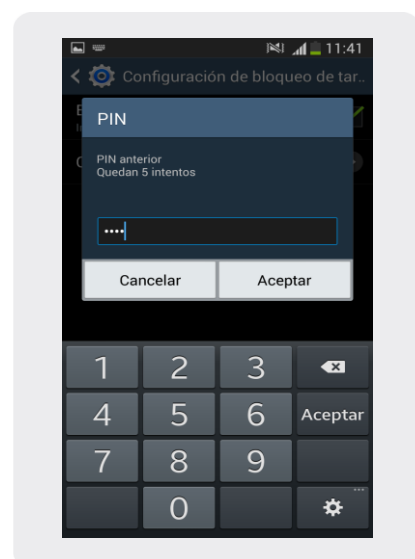 11:41
Configuración de bloqueo de tar..
PIN
PIN anterior
Quedan 5 intentos
••••
Cancelar
Aceptar
1 2 3
4 5 6 Aceptar
7 8 9
0 ...